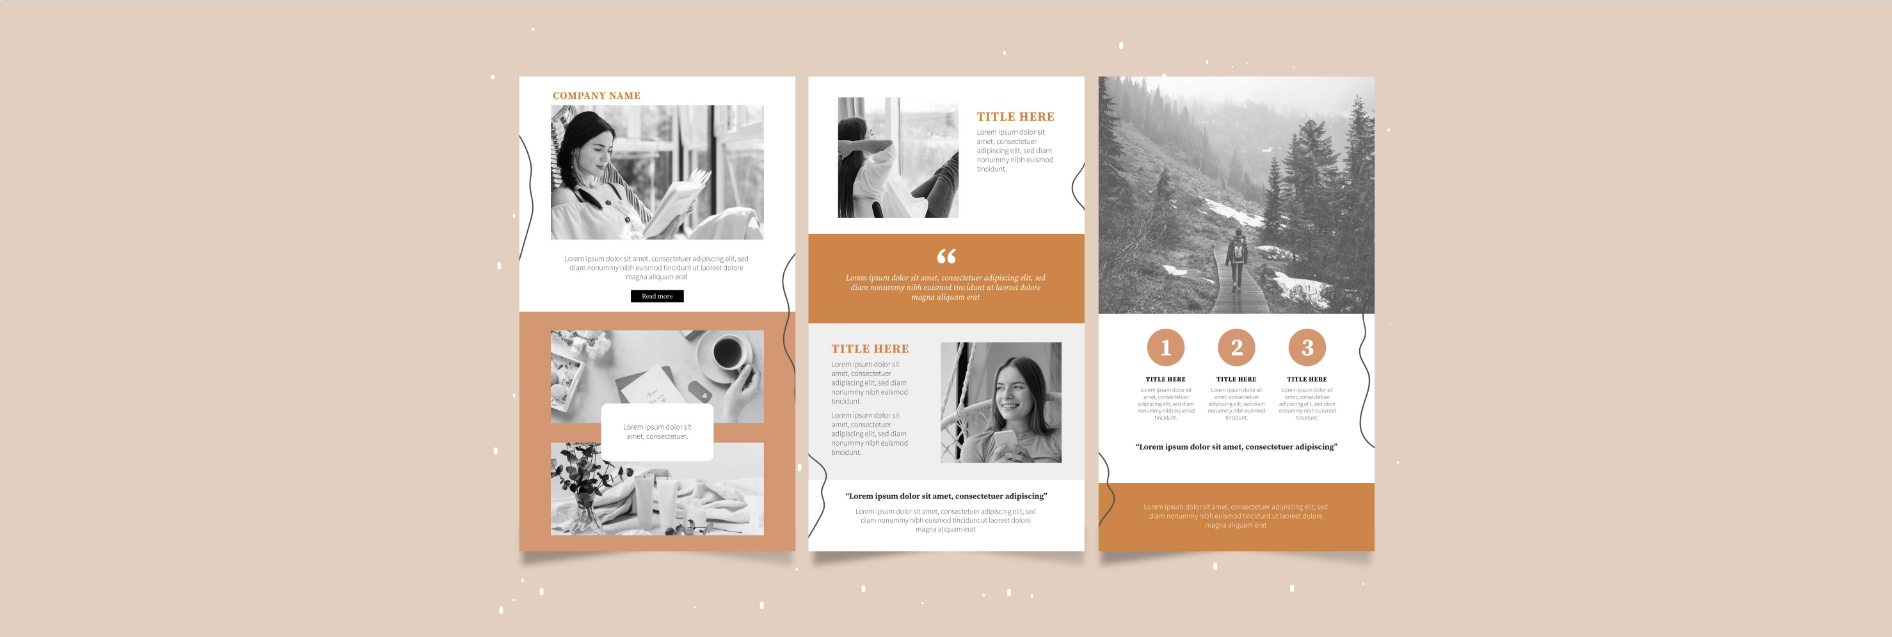 COMPANY NAME
Lorem ipsum dolor sit amet, consectetuer adipiscing elit, sed
diam nonummy nibh euismod tincidunt ut laoreet dolore
magna aliquam erat
Read more
Lorem ipsum dolor sit
amet, consectetuer.
TITLE HERE
Lorem ipsum dolor sit
amet, consectetuer
adipiscing elit, sed diam
nonummy nibh euismod
tincidunt.
“
Lorem ipsum dolor sit amet, consectetuer adipiscing elit, sed
diam nonummy nibh euismod tincidunt ut laoreet dolore
magna aliquam erat
TITLE HERE
Lorem ipsum dolor sit
amet, consectetuer
adipiscing elit, sed diam
nonummy nibh euismod
tincidunt.
Lorem ipsum dolor sit
amet, consectetuer
adipiscing elit, sed diam
nonummy nibh euismod
tincidunt.
“Lorem ipsum dolor sit amet, consectetuer adipiscing”
Lorem ipsum dolor sit amet, consectetuer adipiscing elit, sed
diam nonummy nibh euismod tincidunt ut laoreet dolore
magna aliquam erat
1
TITLE HERE
Lorem ipsum dolor sit
amet, consectetuer
adipiscing elit, sed diam
nonummy nibh euismod
tincidunt.
2
TITLE HERE
Lorem ipsum dolor sit
amet, consectetuer
adipiscing elit, sed diam
nonummy nibh euismod
tincidunt.
3
TITLE HERE
Lorem ipsum dolor sit
amet, consectetuer
adipiscing elit, sed diam
nonummy nibh euismod
tincidunt.
“Lorem ipsum dolor sit amet, consectetuer adipiscing”
Lorem ipsum dolor sit amet, consectetuer adipiscing elit, sed
diam nonummy nibh euismod tincidunt ut laoreet dolore
magna aliquam erat